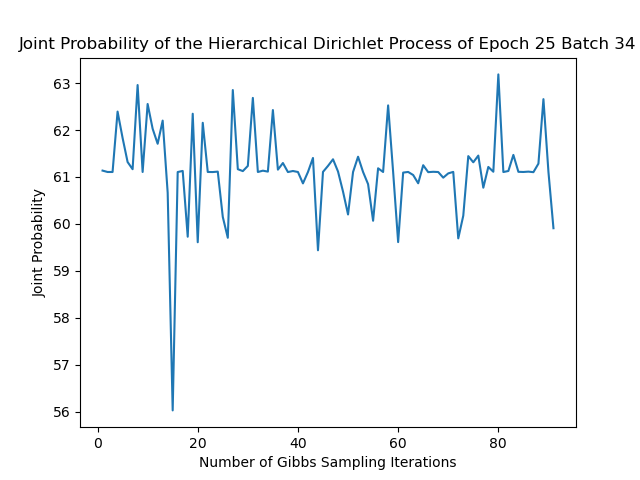 Joint Probability of the Hierarchical Dirichlet Process of Epoch 25 Batch 34
63
62
61
60
59
58
57
56
Joint Probability
0 20 40 60 80
Number of Gibbs Sampling Iterations